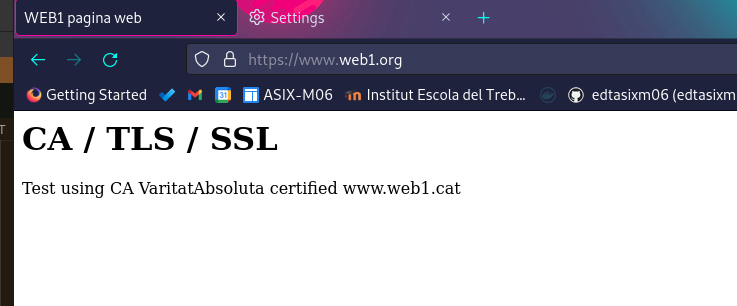 WEB1 pagina web
Settings
https://www.web1.org
Getting Started
31
ASIX-M06
Institut Escola del Treb...
edtasixm06 (edtasixm
T
CA / TLS / SSL
Test using CA VaritatAbsoluta certified www.web1.cat